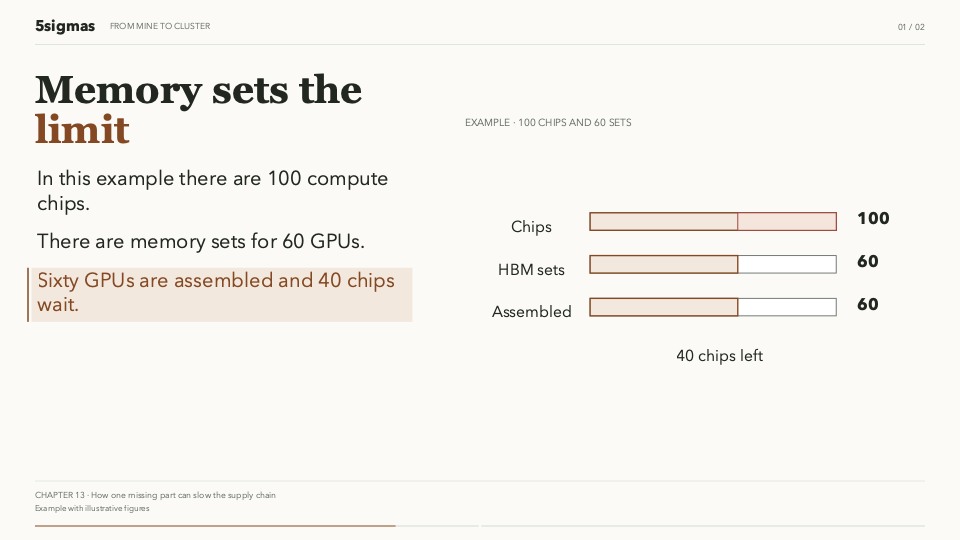 5sigmas
FROM MINE TO CLUSTER
01 / 02
Memory sets the
limit
In this example there are 100 compute
chips.
There are memory sets for 60 GPUs.
Sixty GPUs are assembled and 40 chips
wait.
EXAMPLE · 100 CHIPS AND 60 SETS
Chips
100
HBM sets
60
Assembled
60
40 chips left
CHAPTER 13 · How one missing part can slow the supply chain
Example with illustrative figures